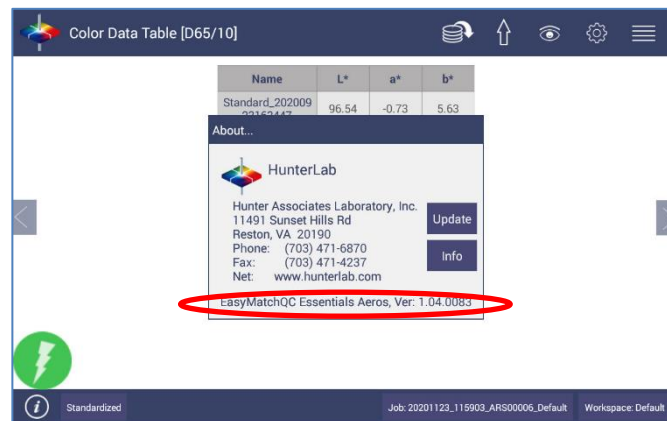 Color Data Table [D65/10]
Name L* a* b*
Standard_202009 96.54 -0.73 5.63
About...
HunterLab
Hunter Associates Laboratory, Inc.
11491 Sunset Hills Rd
Reston, VA 20190
Phone: (703) 471-6870
Fax: (703) 471-4237
Net: www.hunterlab.com
Update
Info
EasyMatchQC Essentials Aeros, Ver: 1.04.0083
i Standardized Job: 20201123_115903_ARS00006_Default Workspace: Default